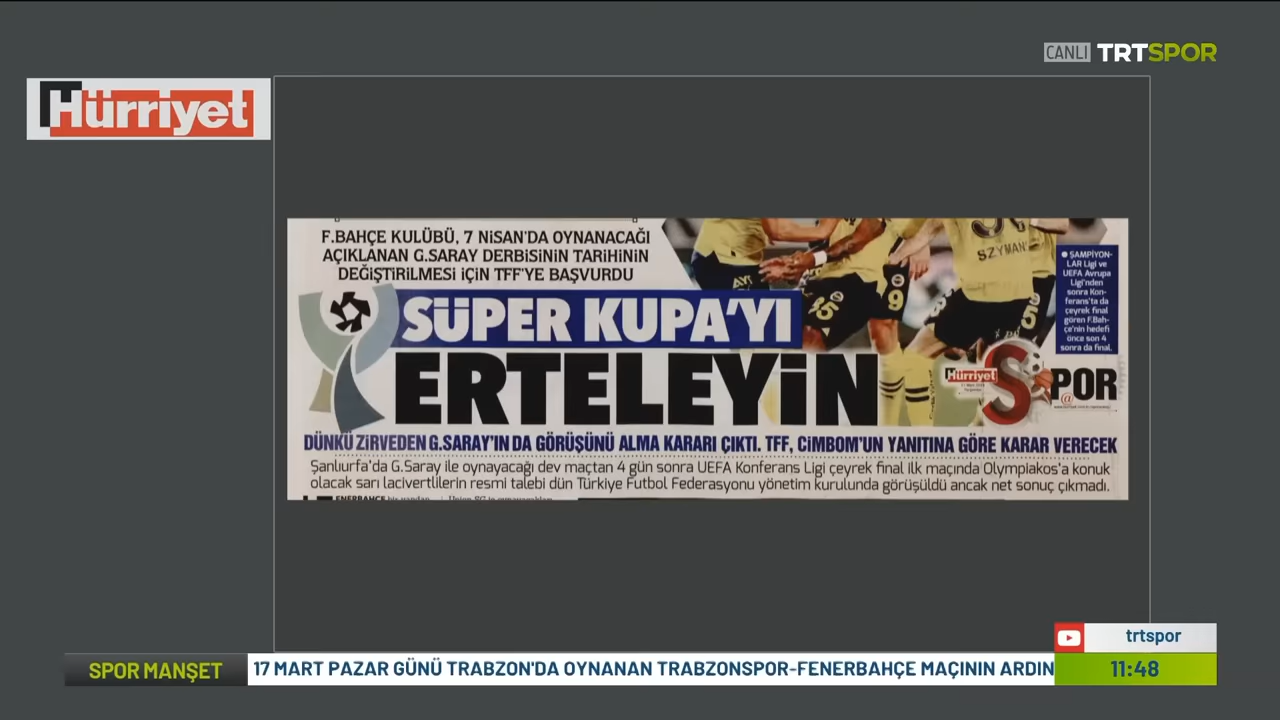 CANLI TRTSPOR
Hürriyet
F.BAHÇE KULÜBÜ, 7 NİSAN'DA OYNANACAĞI
AÇIKLANAN G.SARAY DERBİSİNİN TARİHİNİN
DEĞİŞTİRİLMESİ İÇİN TFF'YE BAŞVURDU
SÜPER KUPA'YI
ERTELEYİN
SZYMAN
● ŞAMPİYON-
LAR Ligi ve
UEFA Avrupa
Ligi'nden
sonra Kon-
ferans'ta da
çeyrek final
gören F.Bah-
çe'nin hedefi
önce son 4
sonra da final.
Hürriyet
SPOR
DÜNKÜ ZİRVEDEN G.SARAY'IN DA GÖRÜŞÜNÜ ALMA KARARI ÇIKTI. TFF, CİMBOM'UN YANITINA GÖRE KARAR VERECEK
Şanlıurfa'da G.Saray ile oynayacağı dev maçtan 4 gün sonra UEFA Konferans Ligi çeyrek final ilk maçında Olympiakos'a konuk
olacak sarı lacivertlilerin resmi talebi dün Türkiye Futbol Federasyonu yönetim kurulunda görüşüldü ancak net sonuç çıkmadı.
trtspor
SPOR MANŞET 17 MART PAZAR GÜNÜ TRABZON'DA OYNANAN TRABZONSPOR-FENERBAHÇE MAÇININ ARDIN 11:48